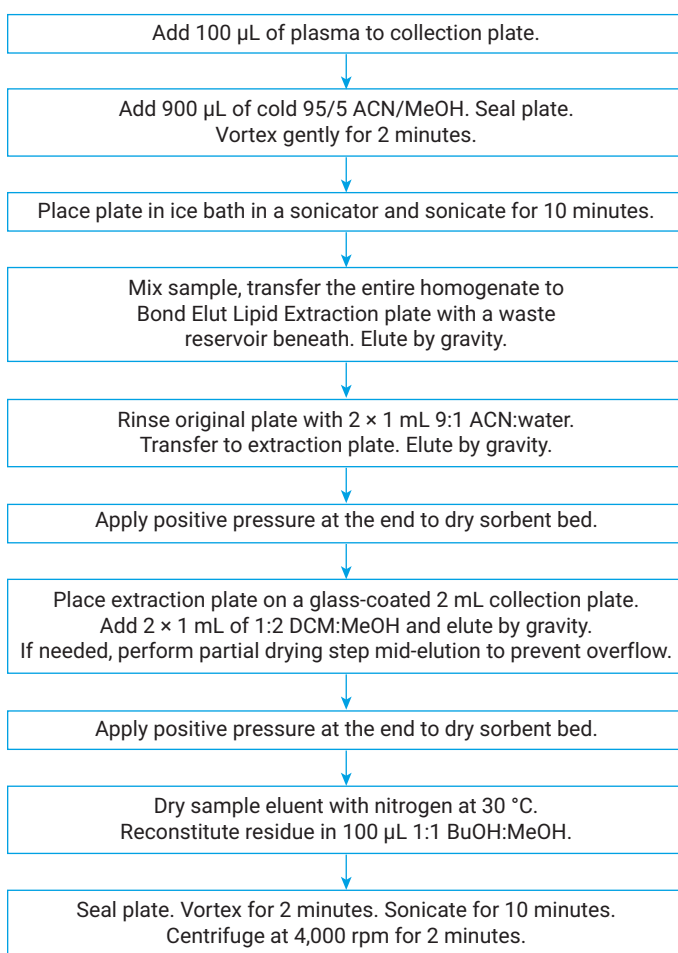 Add 100 µL of plasma to collection plate.
Add 900 µL of cold 95/5 ACN/MeOH. Seal plate.
Vortex gently for 2 minutes.
Place plate in ice bath in a sonicator and sonicate for 10 minutes.
Mix sample, transfer the entire homogenate to
Bond Elut Lipid Extraction plate with a waste
reservoir beneath. Elute by gravity.
Rinse original plate with 2 × 1 mL 9:1 ACN:water.
Transfer to extraction plate. Elute by gravity.
Apply positive pressure at the end to dry sorbent bed.
Place extraction plate on a glass-coated 2 mL collection plate.
Add 2 × 1 mL of 1:2 DCM:MeOH and elute by gravity.
If needed, perform partial drying step mid-elution to prevent overflow.
Apply positive pressure at the end to dry sorbent bed.
Dry sample eluent with nitrogen at 30 °C.
Reconstitute residue in 100 µL 1:1 BuOH:MeOH.
Seal plate. Vortex for 2 minutes. Sonicate for 10 minutes.
Centrifuge at 4,000 rpm for 2 minutes.